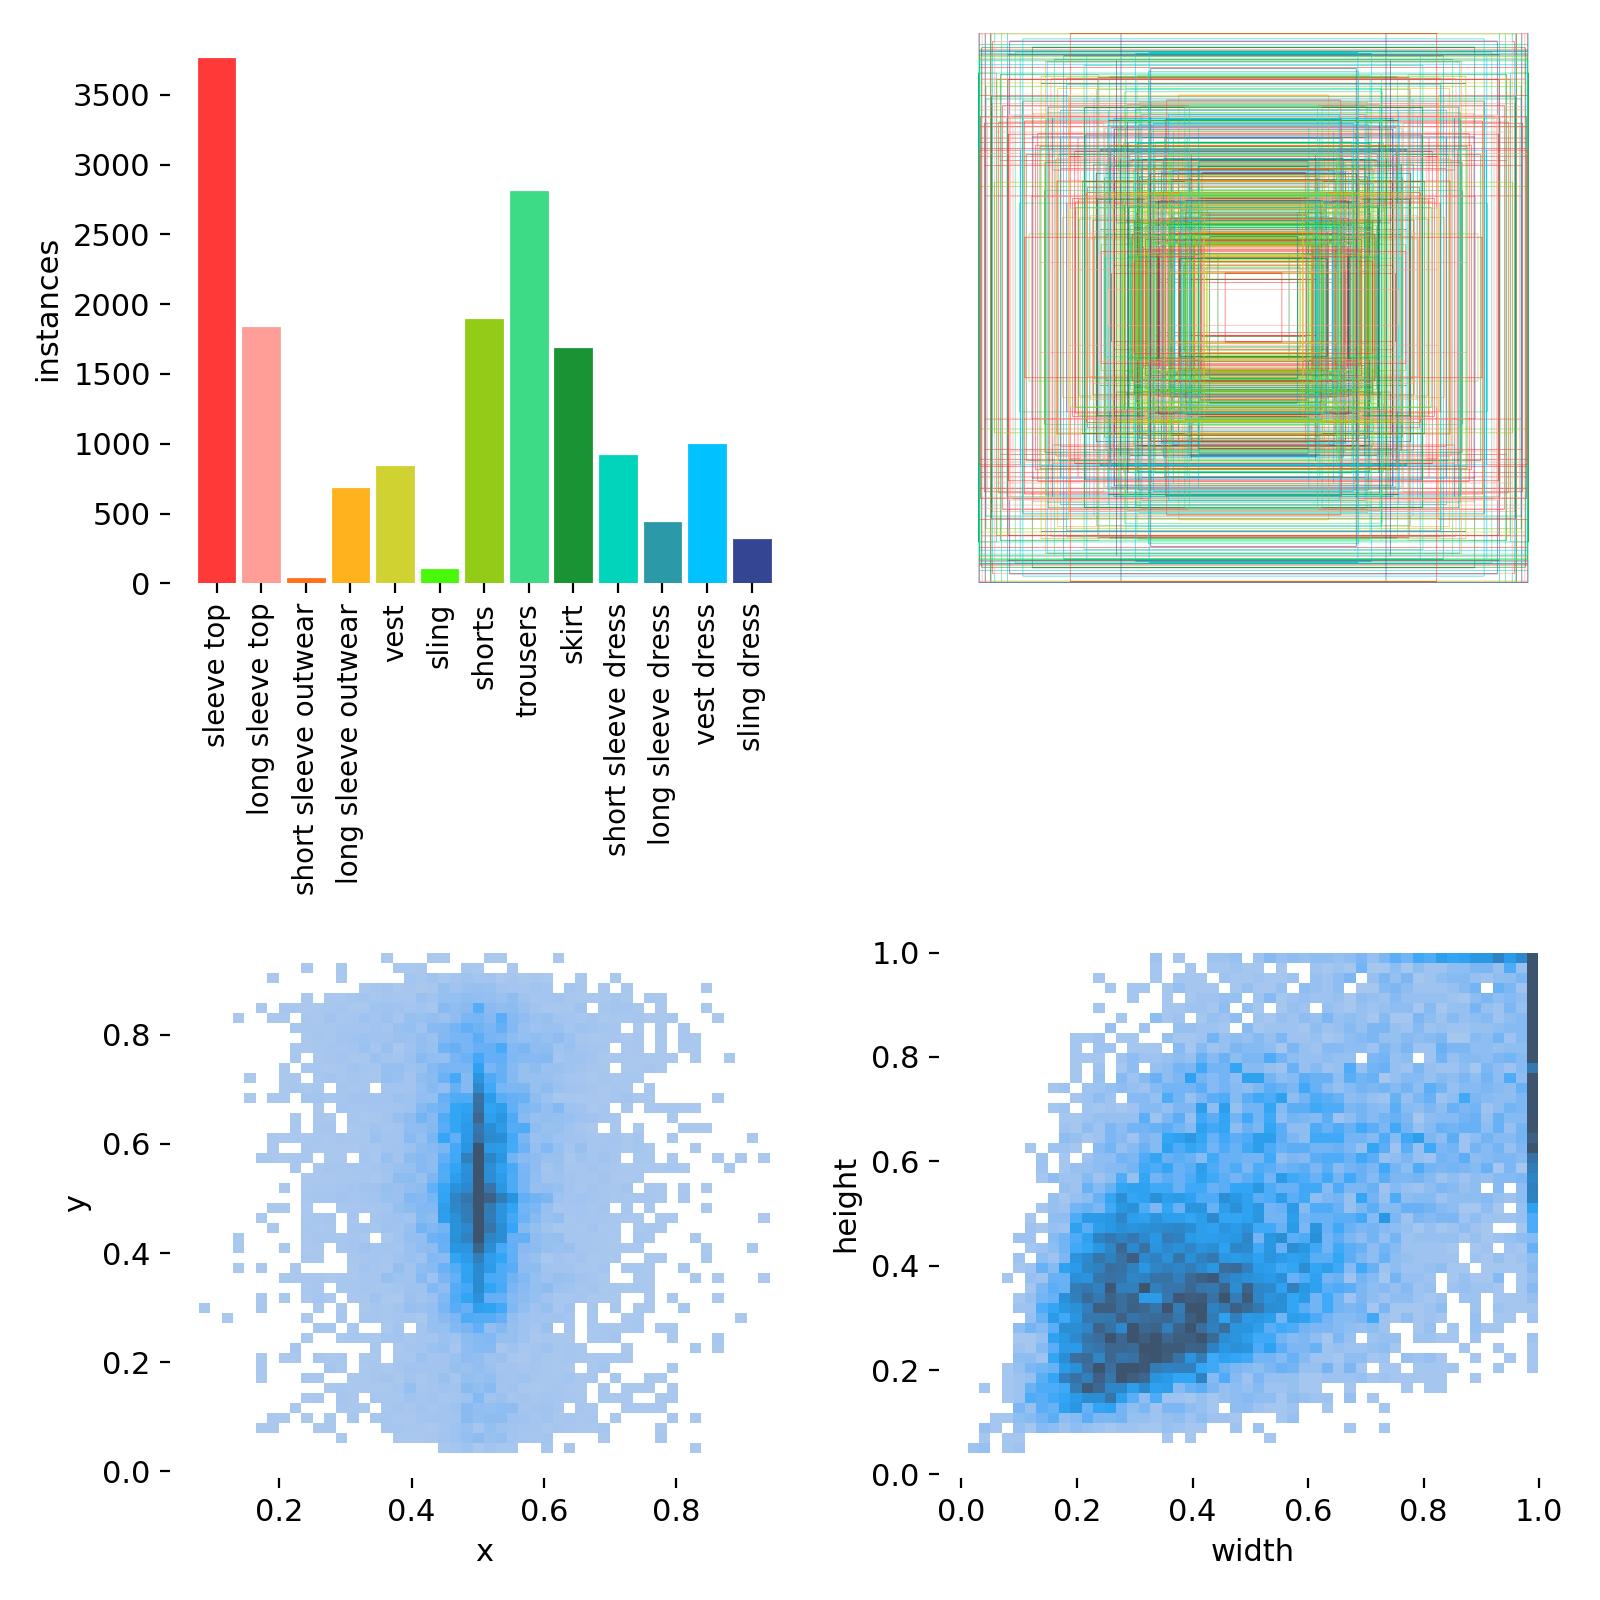 instances
3500
3000
2500
2000
1500
1000
500
0
sleeve top
long sleeve top
short sleeve outwear
long sleeve outwear
vest
sling
shorts
trousers
skirt
short sleeve dress
long sleeve dress
vest dress
sling dress
y
0.8
0.6
0.4
0.2
0.0
0.2
0.4
0.6
0.8
x
height
1.0
0.8
0.6
0.4
0.2
0.0
0.0
0.2
0.4
0.6
0.8
1.0
width